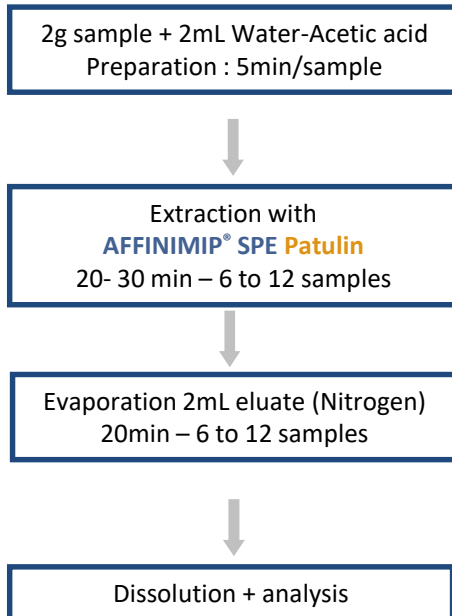 2g sample + 2mL Water-Acetic acid
Preparation : 5min/sample
Extraction with
AFFINIMIP® SPE Patulin
20- 30 min – 6 to 12 samples
Evaporation 2mL eluate (Nitrogen)
20min – 6 to 12 samples
Dissolution + analysis